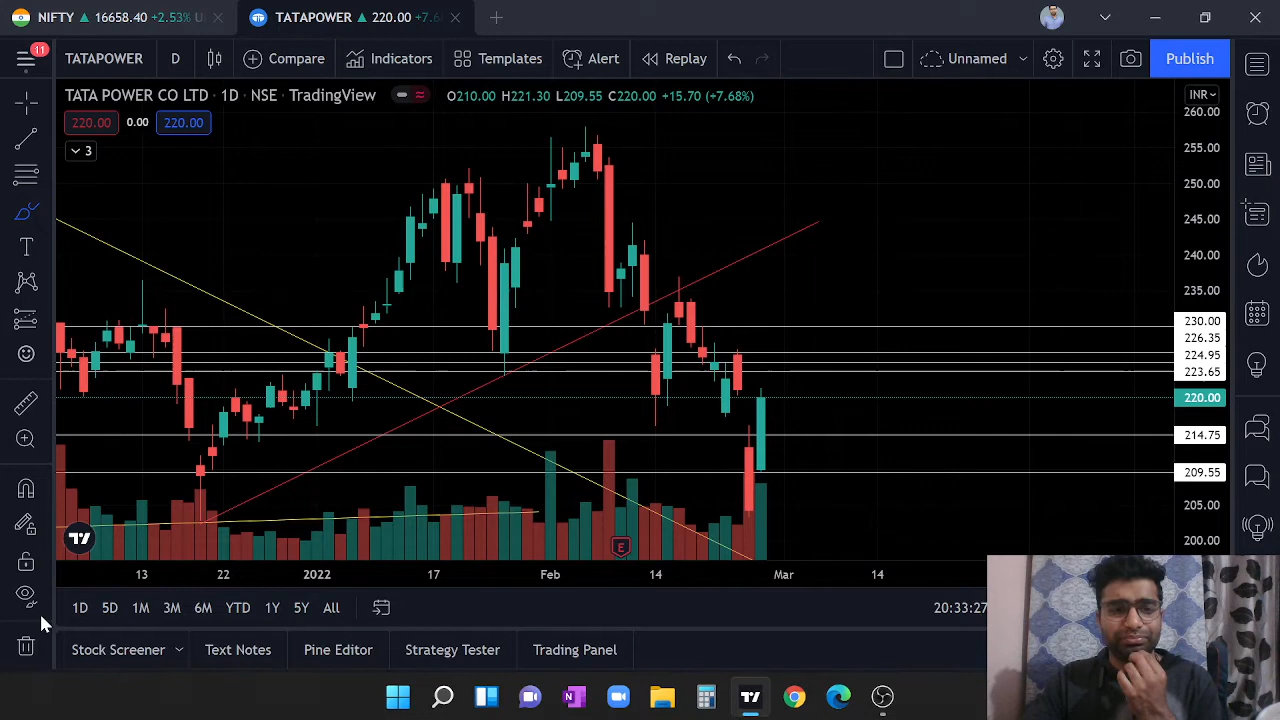 NIFTY ▲ 16658.40 +2.53%
TATAPOWER ▲ 220.00 +7.6
11
TATAPOWER D Compare Indicators Templates Alert Replay Unnamed Publish
TATA POWER CO LTD · 1D · NSE · TradingView O210.00 H221.30 L209.55 C220.00 +15.70 (+7.68%)
INR
220.00 0.00 220.00
3
260.00
255.00
250.00
245.00
240.00
235.00
230.00
226.35
224.95
223.65
220.00
214.75
209.55
205.00
200.00
E
13 22 2022 17 Feb 14 Mar 14
1D 5D 1M 3M 6M YTD 1Y 5Y All 20:33:27
Stock Screener Text Notes Pine Editor Strategy Tester Trading Panel